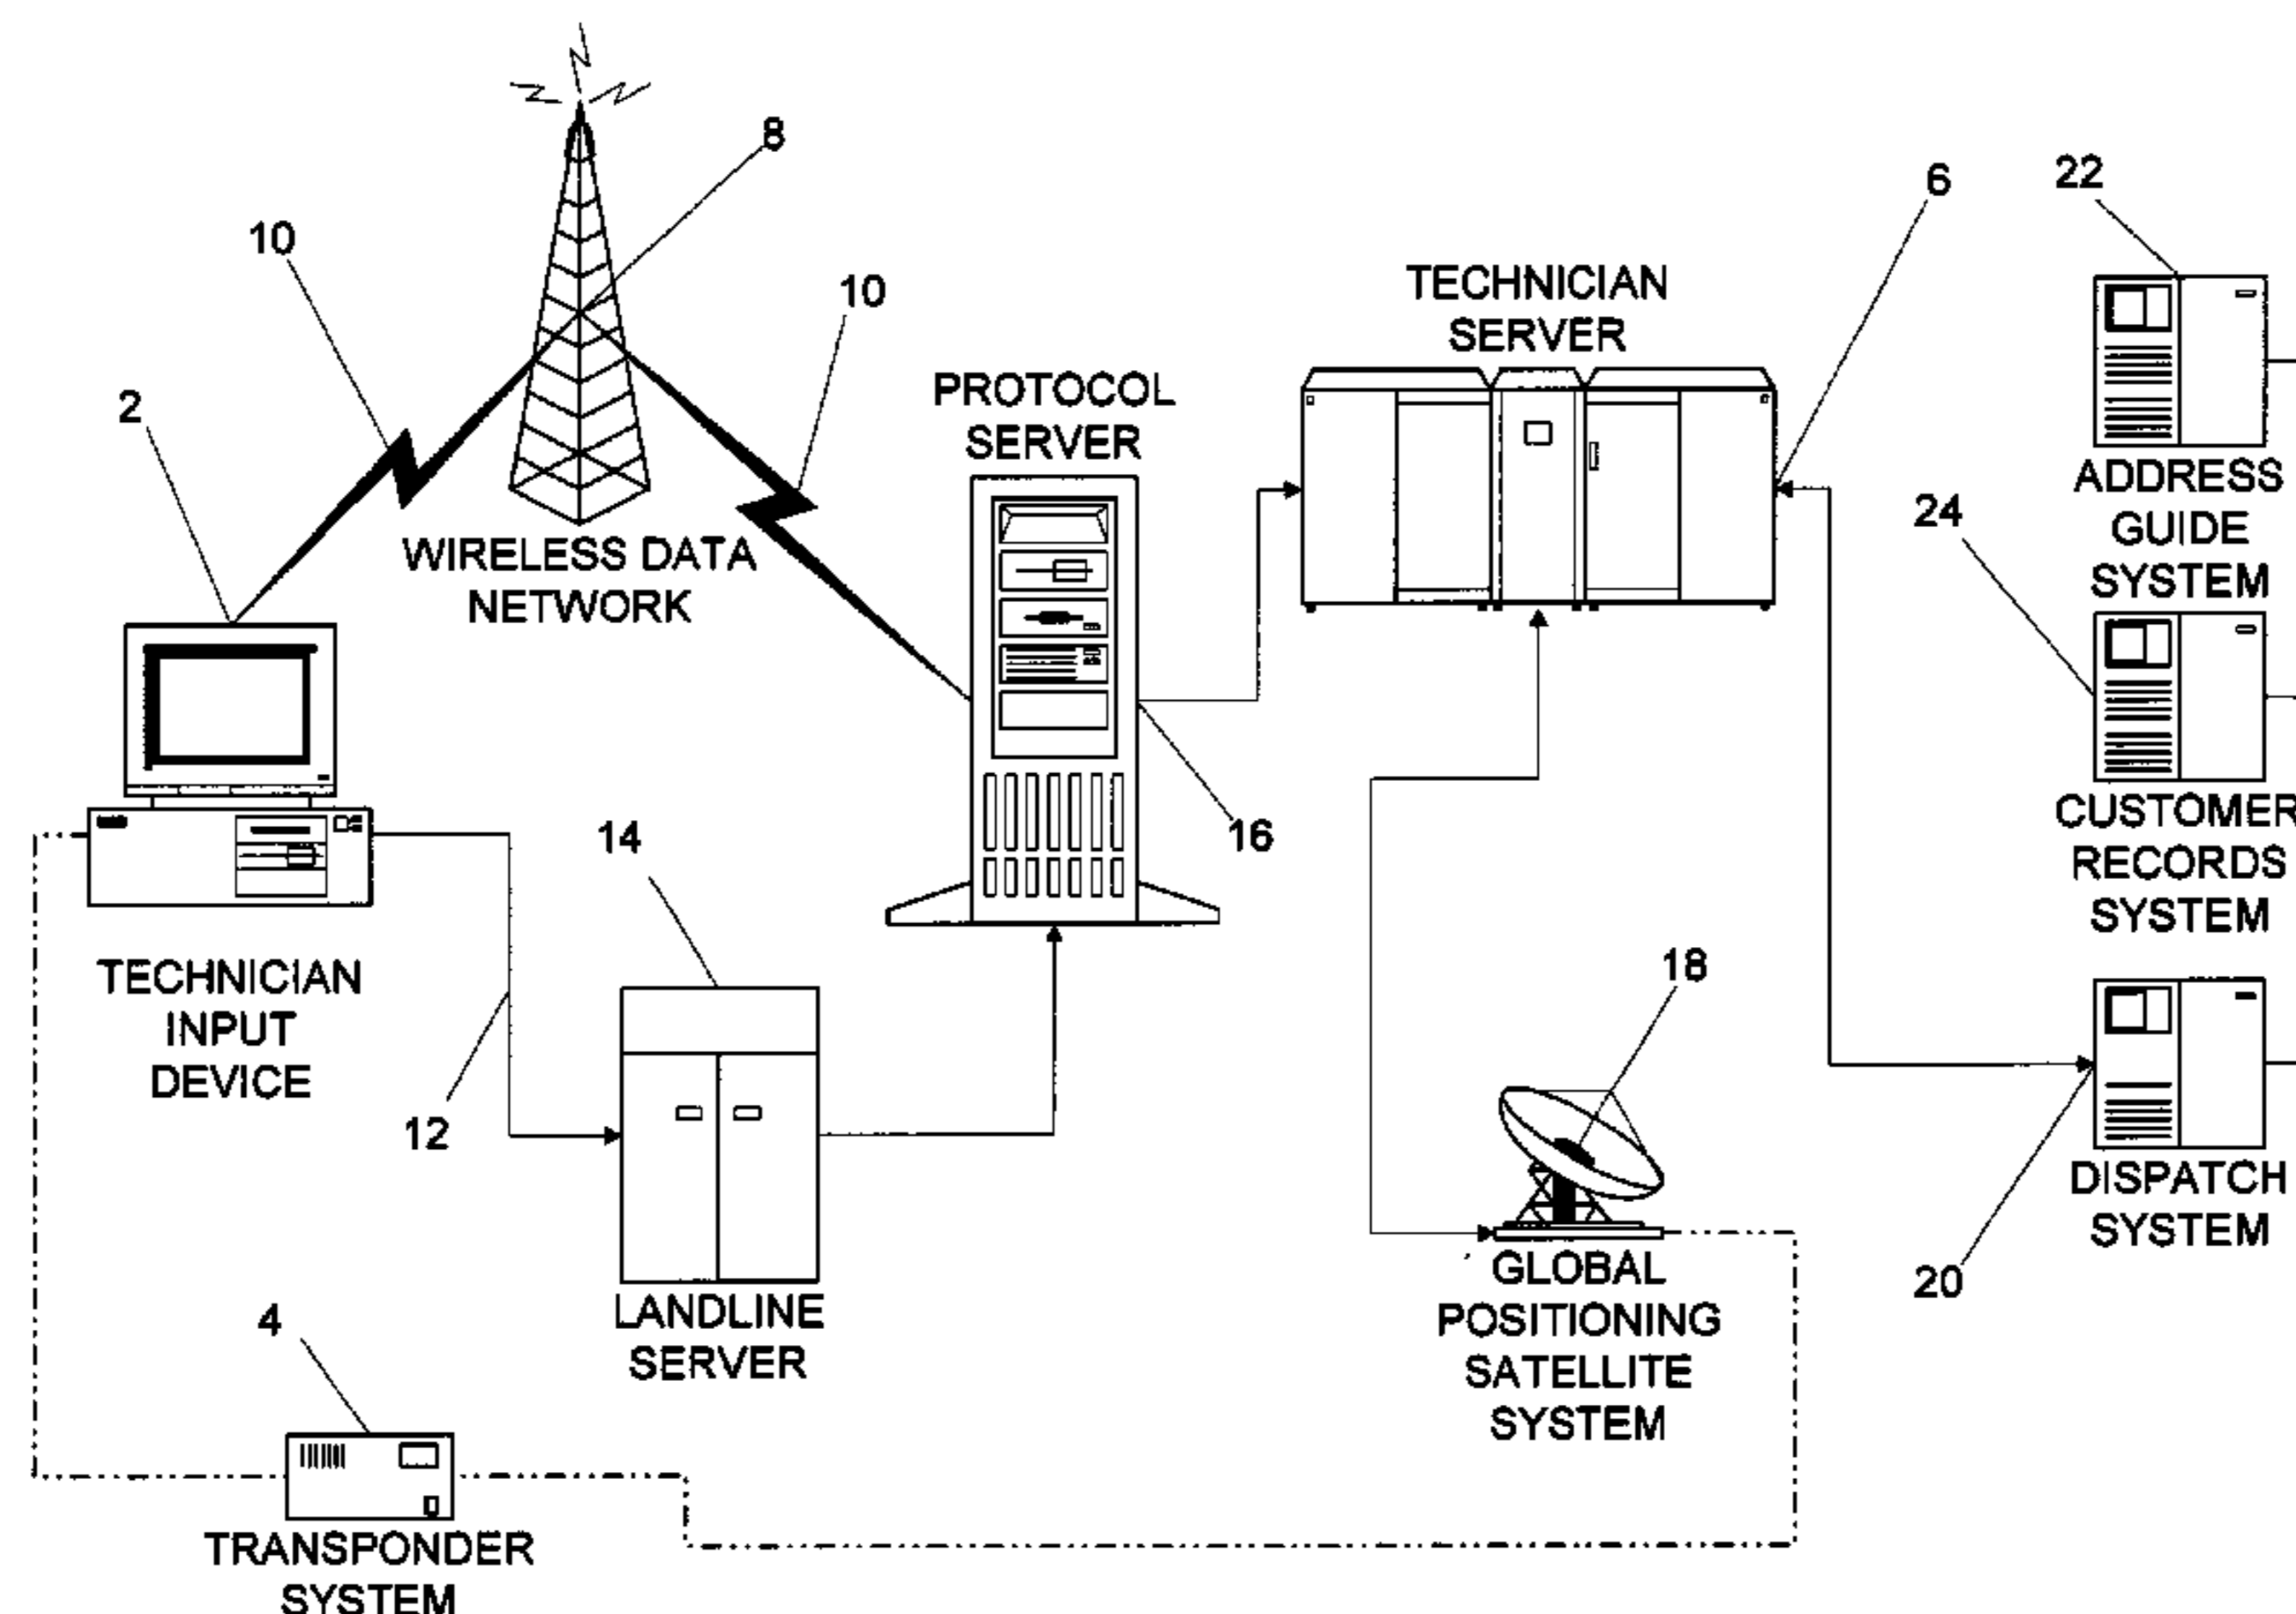 8
10
10
2
WIRELESS DATA
NETWORK
PROTOCOL
SERVER
TECHNICIAN
SERVER
6
22
ADDRESS
GUIDE
SYSTEM
24
CUSTOMER
RECORDS
SYSTEM
16
14
TECHNICIAN
INPUT
DEVICE
12
LANDLINE
SERVER
18
GLOBAL
POSITIONING
SATELLITE
SYSTEM
DISPATCH
SYSTEM
20
4
TRANSPONDER
SYSTEM